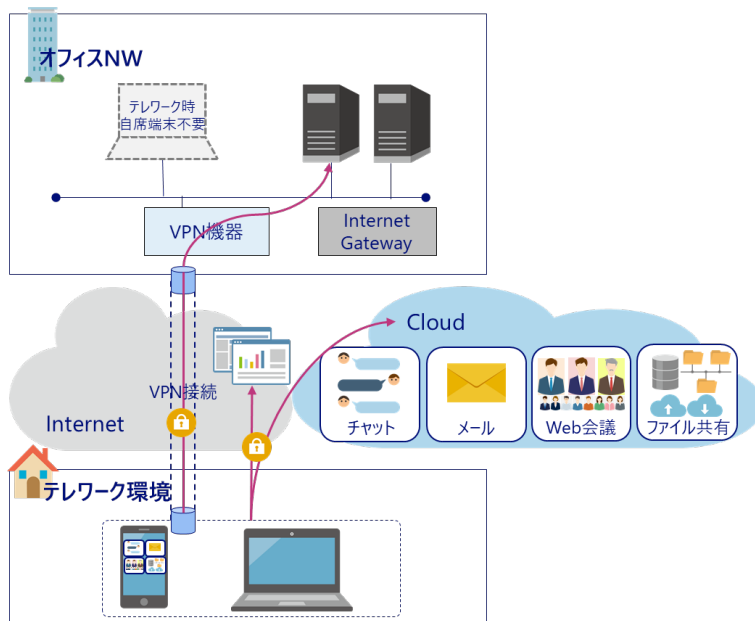 オフィスNW
テレワーク時
自席端末不要
VPN機器
Internet
Gateway
Cloud
VPN接続
Internet
チャット
メール
Web会議
ファイル共有
テレワーク環境